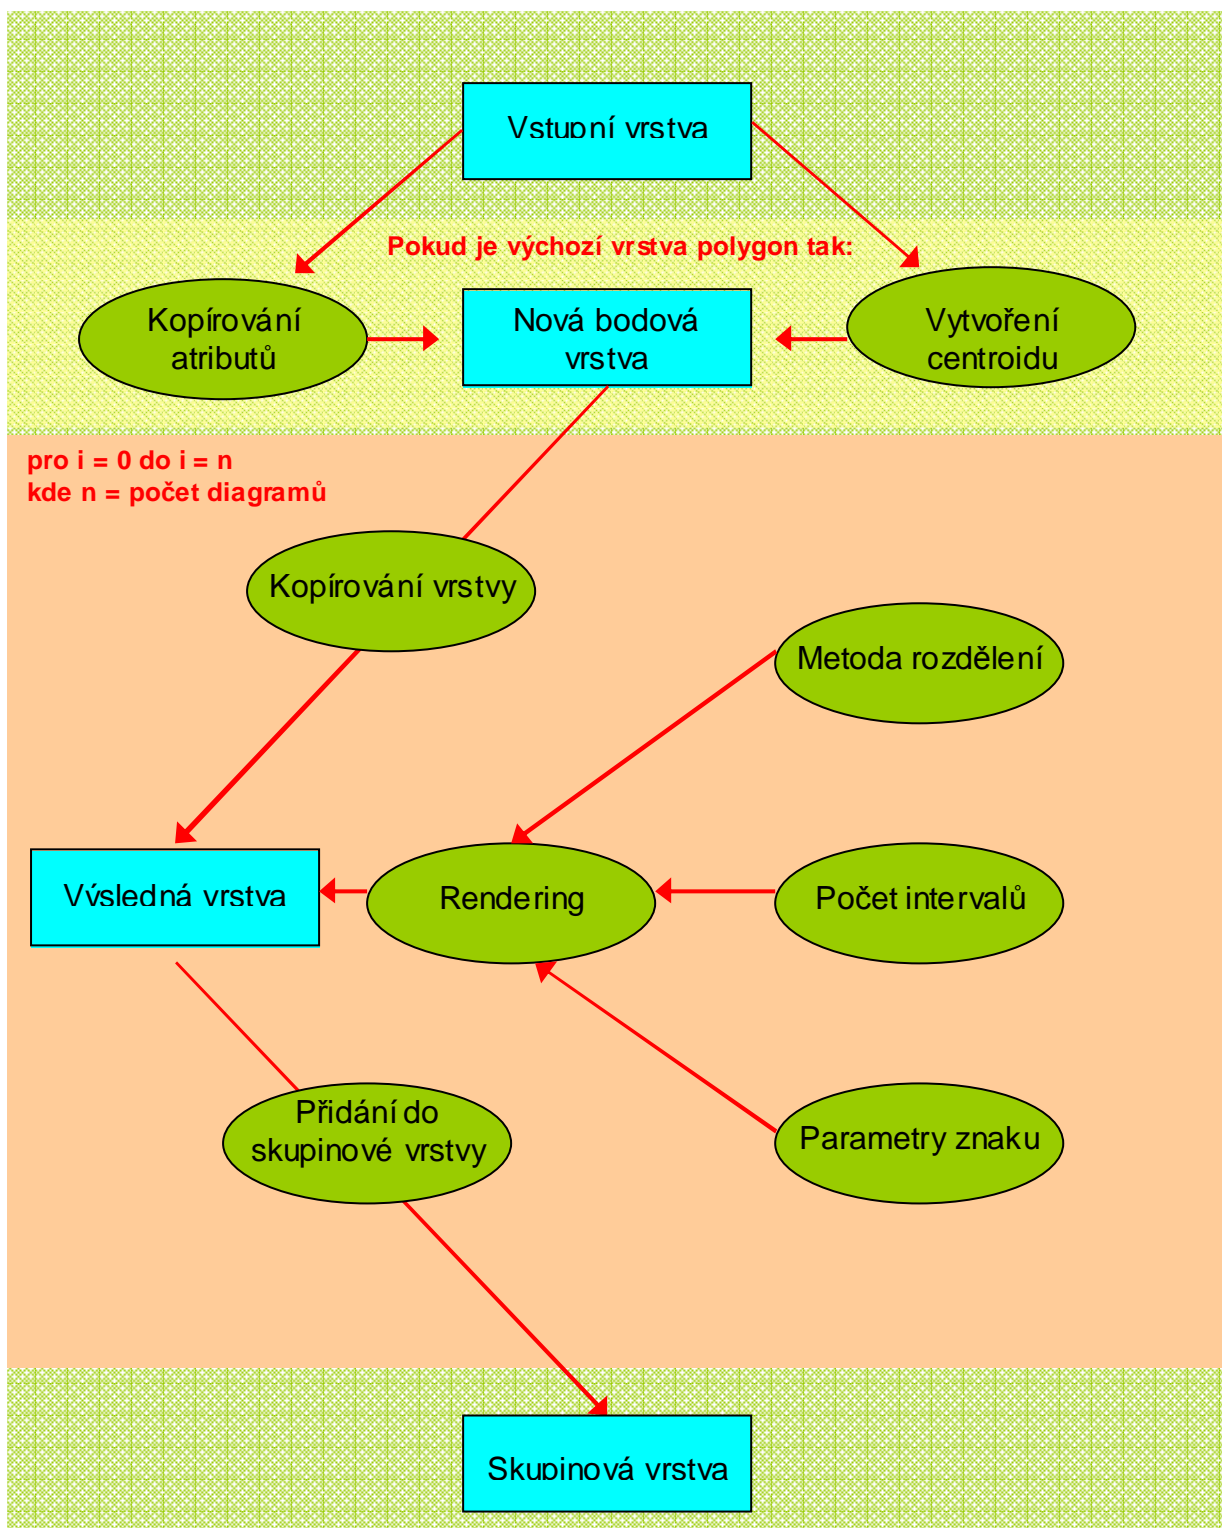 Vstupní vrstva
Pokud je výchozí vrstva polygon tak:
Kopírování
atributů
Nová bodová
vrstva
Vytvoření
centroidu
pro i = 0 do i = n
kde n = počet diagramů
Kopírování vrstvy
Metoda rozdělení
Výsledná vrstva
Rendering
Počet intervalů
Přidání do
skupinové vrstvy
Parametry znaku
Skupinová vrstva